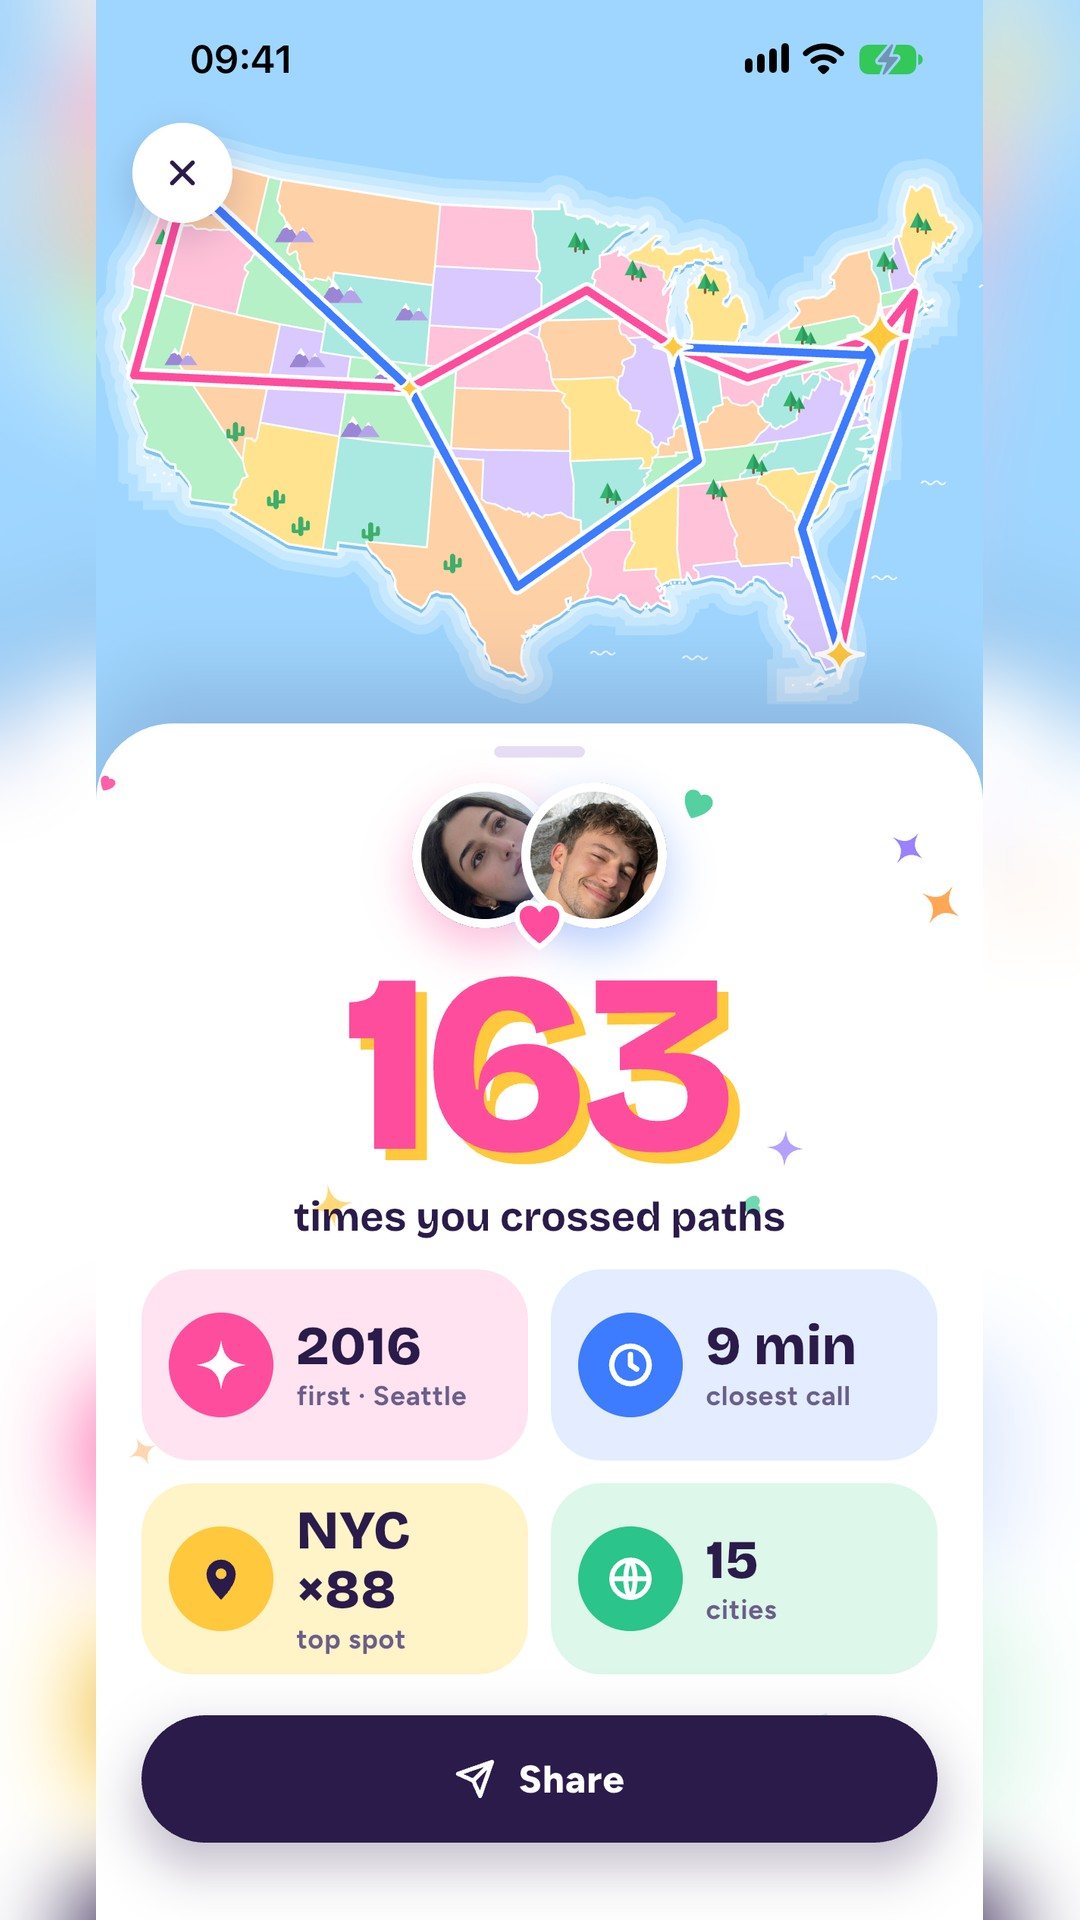 09:41
163
times you crossed paths
2016
first · Seattle
9 min
closest call
NYC
×88
top spot
15
cities
Share